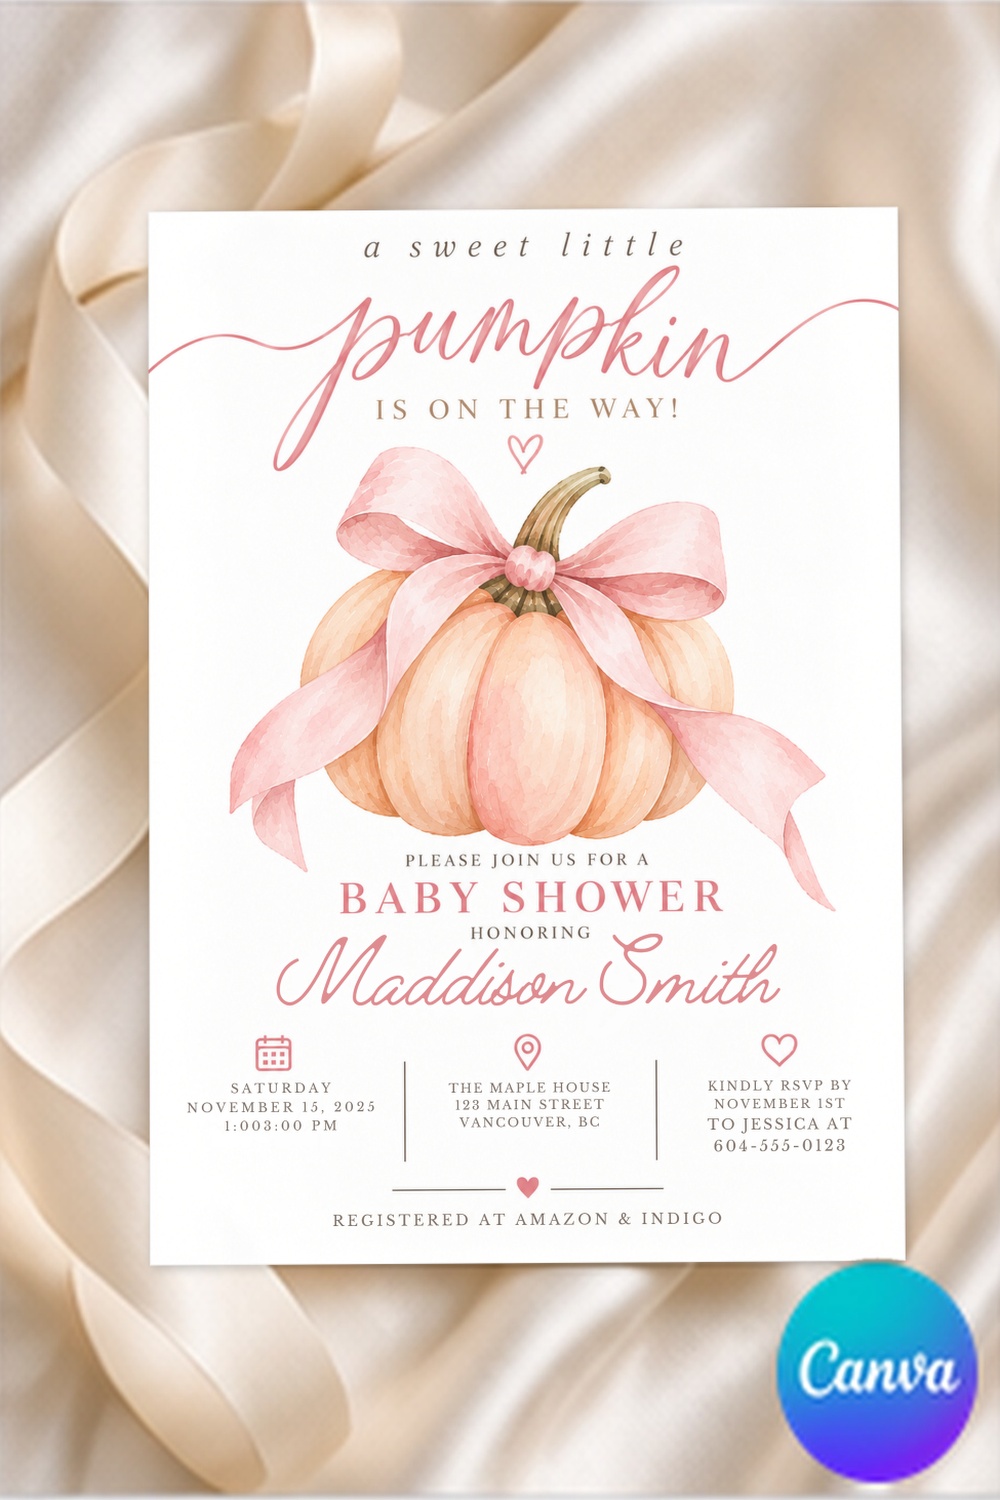 a sweet little
pumpkin
IS ON THE WAY!
PLEASE JOIN US FOR A
BABY SHOWER
HONORING
Maddison Smith
SATURDAY
NOVEMBER 15, 2025
1:003:00 PM
THE MAPLE HOUSE
123 MAIN STREET
VANCOUVER, BC
KINDLY RSVP BY
NOVEMBER 1ST
TO JESSICA AT
604-555-0123
REGISTERED AT AMAZON & INDIGO
Canva